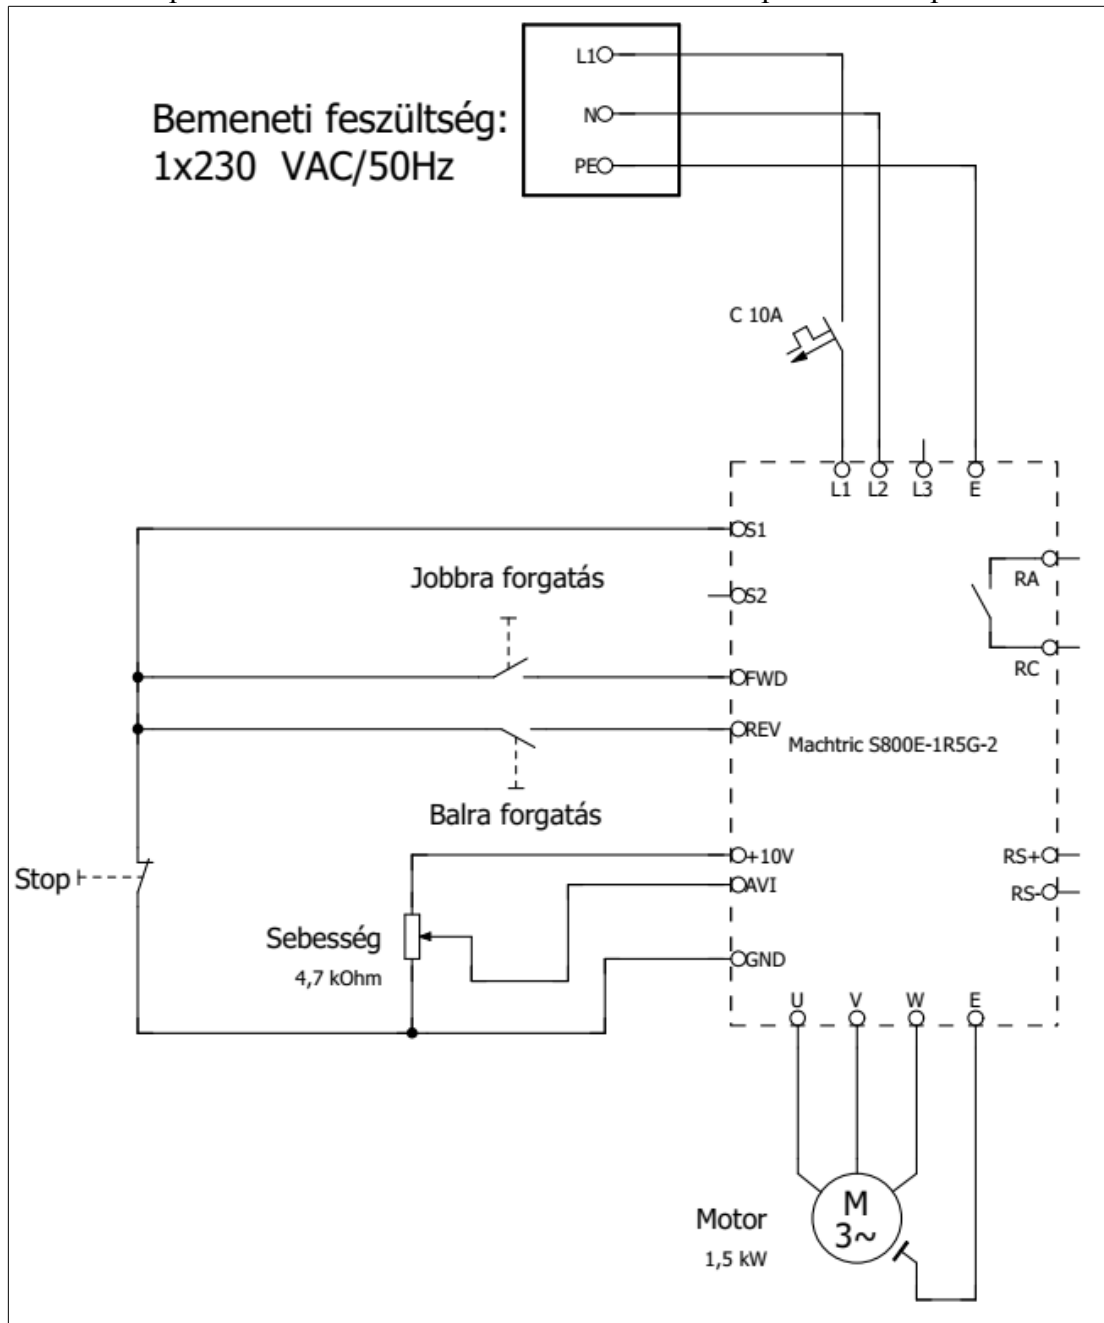 L1
Bemeneti feszültség:
N
1x230 VAC/50Hz
PE
C 10A
L1 L2 L3 E
S1
Jobbra forgatás
RA
S2
RC
FWD
REV
Machtric S800E-1R5G-2
Balra forgatás
+10V
RS+
Stop
AVI
RS-
Sebesség
4,7 kOhm
GND
U V W E
M
3~
Motor
1,5 kW